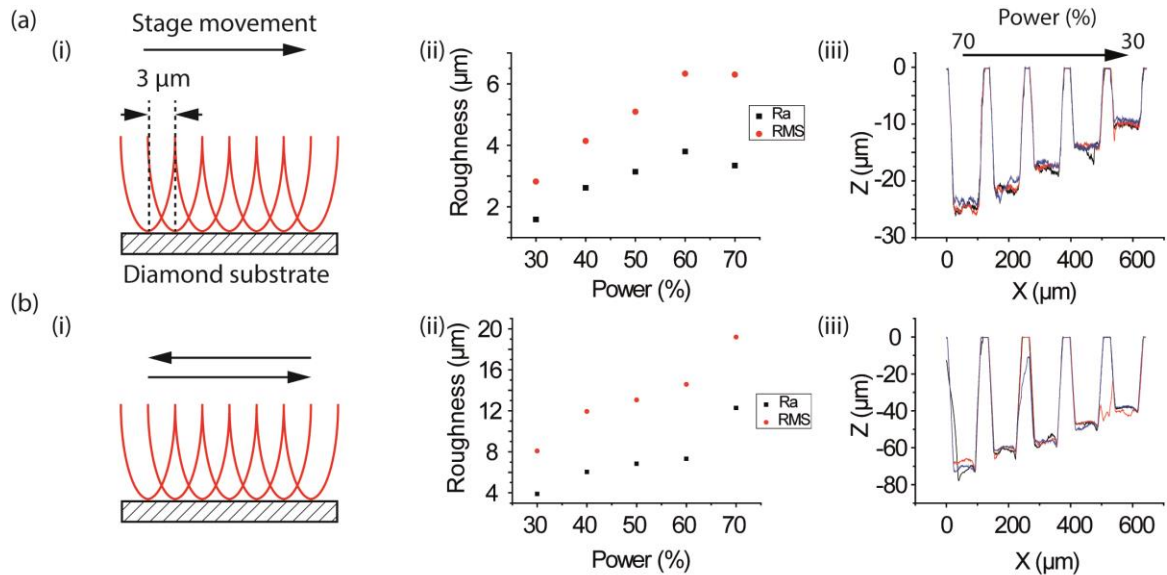 (a)
(i)
Stage movement
3 µm
Diamond substrate
(ii)
Roughness (µm)
6
4
2
Ra
RMS
30 40 50 60 70
Power (%)
(iii)
Power (%)
70 30
Z (µm)
0
-10
-20
-30
0 200 400 600
X (µm)
(b)
(i)
(ii)
Roughness (µm)
20
16
12
8
4
Ra
RMS
30 40 50 60 70
Power (%)
(iii)
Z (µm)
0
-20
-40
-60
-80
0 200 400 600
X (µm)